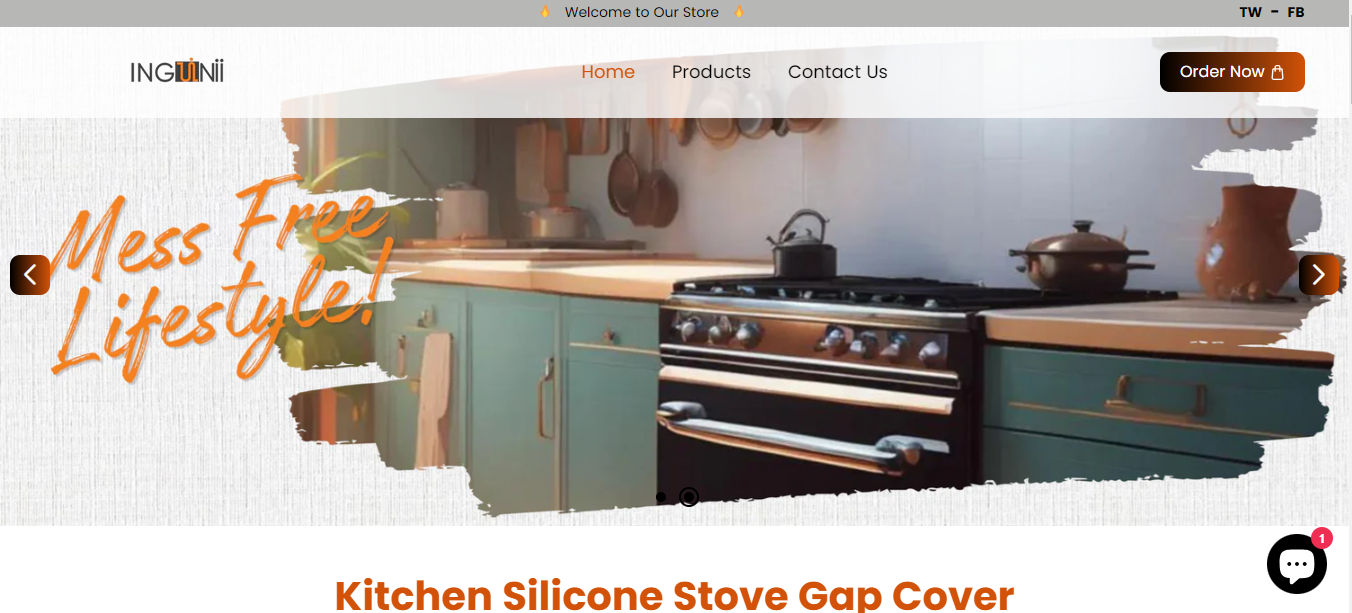 Welcome to Our Store
TW - FB
INGUINii
Home Products Contact Us
Order Now
Mess Free
Lifestyle!
1
Kitchen Silicone Stove Gap Cover